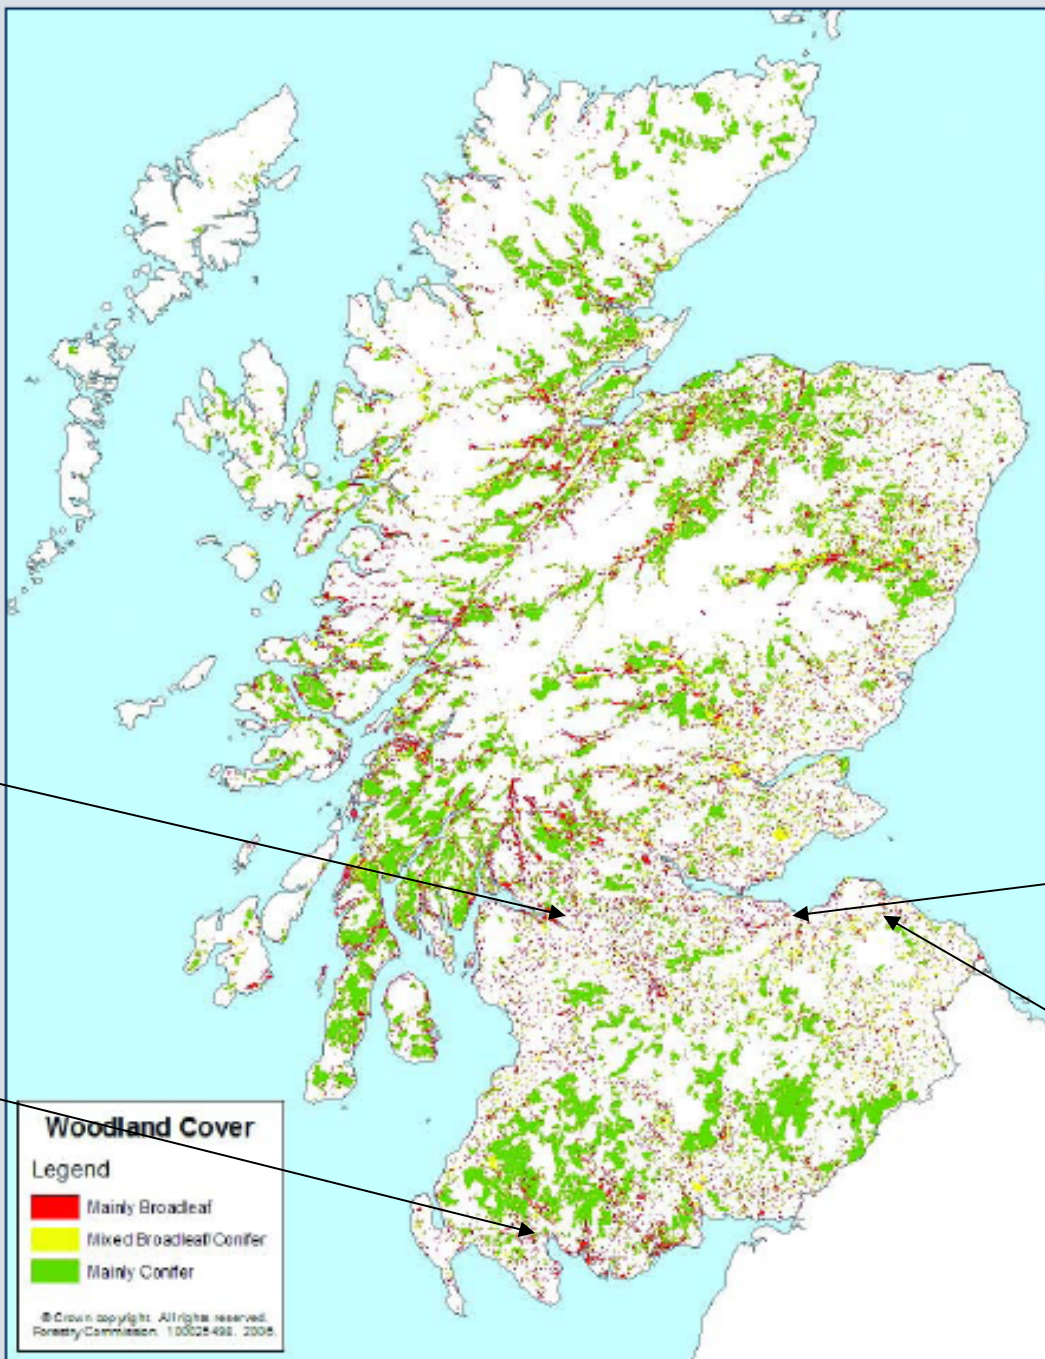 Woodland Cover
Legend
Mainly Broadleaf
Mixed Broadleaf/Conifer
Mainly Conifer
© Crown copyright. All rights reserved.
Forestry Commission. 100025498. 2006.